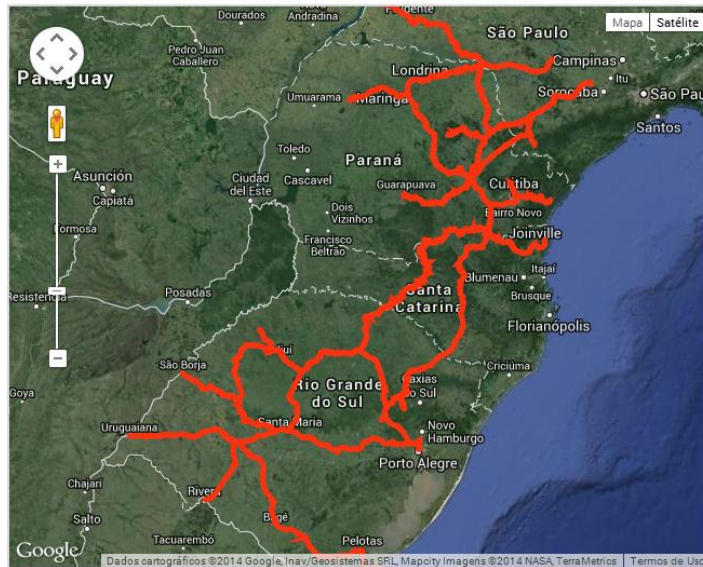 Dourados
Nova
Andradina
Prudente
Mapa
Satélite
Pedro Juan
Caballero
São Paulo
Campinas
Londrina
Itu
Paraguay
Sorocaba
São Pau
Umuarama
Maringá
Santos
Toledo
Paraná
Asunción
Cascavel
Capiatá
Ciudad
del Este
Guarapuava
Curitiba
Dois
Vizinhos
Bairro Novo
Formosa
Francisco
Beltrão
Joinville
Itajaí
Blumenau
Posadas
Brusque
Santa
Catarina
Resistencia
Florianópolis
São Borja
Criciúma
Goya
Rio Grande
do Sul
Caxias
do Sul
Uruguaiana
Santa Maria
Novo
Hamburgo
Porto Alegre
Chajarí
Rivera
Salto
Bagé
Tacuarembó
Pelotas
Google
Dados cartográficos ©2014 Google, Inav/Geosistemas SRL, Mapcity Imagens ©2014 NASA, TerraMetrics
Termos de Uso